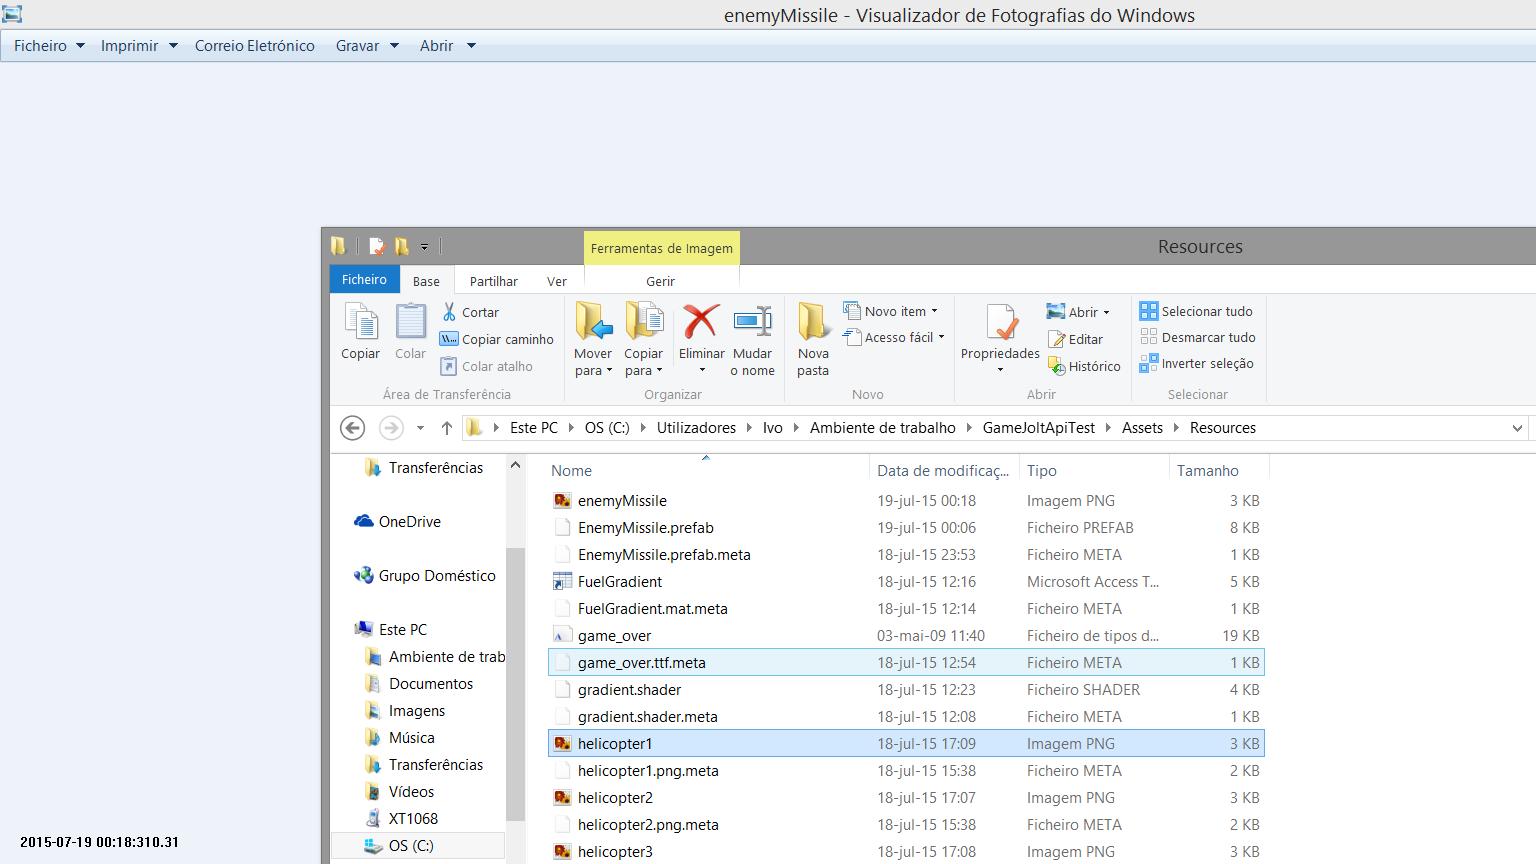 enemyMissile - Visualizador de Fotografias do Windows
Ficheiro Imprimir Correio Eletrónico Gravar Abrir
Ferramentas de Imagem Resources
Ficheiro Base Partilhar Ver Gerir
Copiar
Colar
Cortar
Copiar caminho
Colar atalho
Área de Transferência
Mover para
Copiar para
Eliminar
Mudar o nome
Organizar
Nova pasta
Novo item
Acesso fácil
Novo
Propriedades
Abrir
Editar
Histórico
Abrir
Selecionar tudo
Desmarcar tudo
Inverter seleção
Selecionar
Este PC OS (C:) Utilizadores Ivo Ambiente de trabalho GameJoltApiTest Assets Resources
Transferências
OneDrive
Grupo Doméstico
Este PC
Ambiente de trab
Documentos
Imagens
Música
Transferências
Vídeos
XT1068
OS (C:)
Nome Data de modificaç... Tipo Tamanho
enemyMissile 19-jul-15 00:18 Imagem PNG 3 KB
EnemyMissile.prefab 19-jul-15 00:06 Ficheiro PREFAB 8 KB
EnemyMissile.prefab.meta 18-jul-15 23:53 Ficheiro META 1 KB
FuelGradient 18-jul-15 12:16 Microsoft Access T... 5 KB
FuelGradient.mat.meta 18-jul-15 12:14 Ficheiro META 1 KB
game_over 03-mai-09 11:40 Ficheiro de tipos d... 19 KB
game_over.ttf.meta 18-jul-15 12:54 Ficheiro META 1 KB
gradient.shader 18-jul-15 12:23 Ficheiro SHADER 4 KB
gradient.shader.meta 18-jul-15 12:08 Ficheiro META 1 KB
helicopter1 18-jul-15 17:09 Imagem PNG 3 KB
helicopter1.png.meta 18-jul-15 15:38 Ficheiro META 2 KB
helicopter2 18-jul-15 17:07 Imagem PNG 3 KB
helicopter2.png.meta 18-jul-15 15:38 Ficheiro META 2 KB
helicopter3 18-jul-15 17:08 Imagem PNG 3 KB
2015-07-19 00:18:310.31